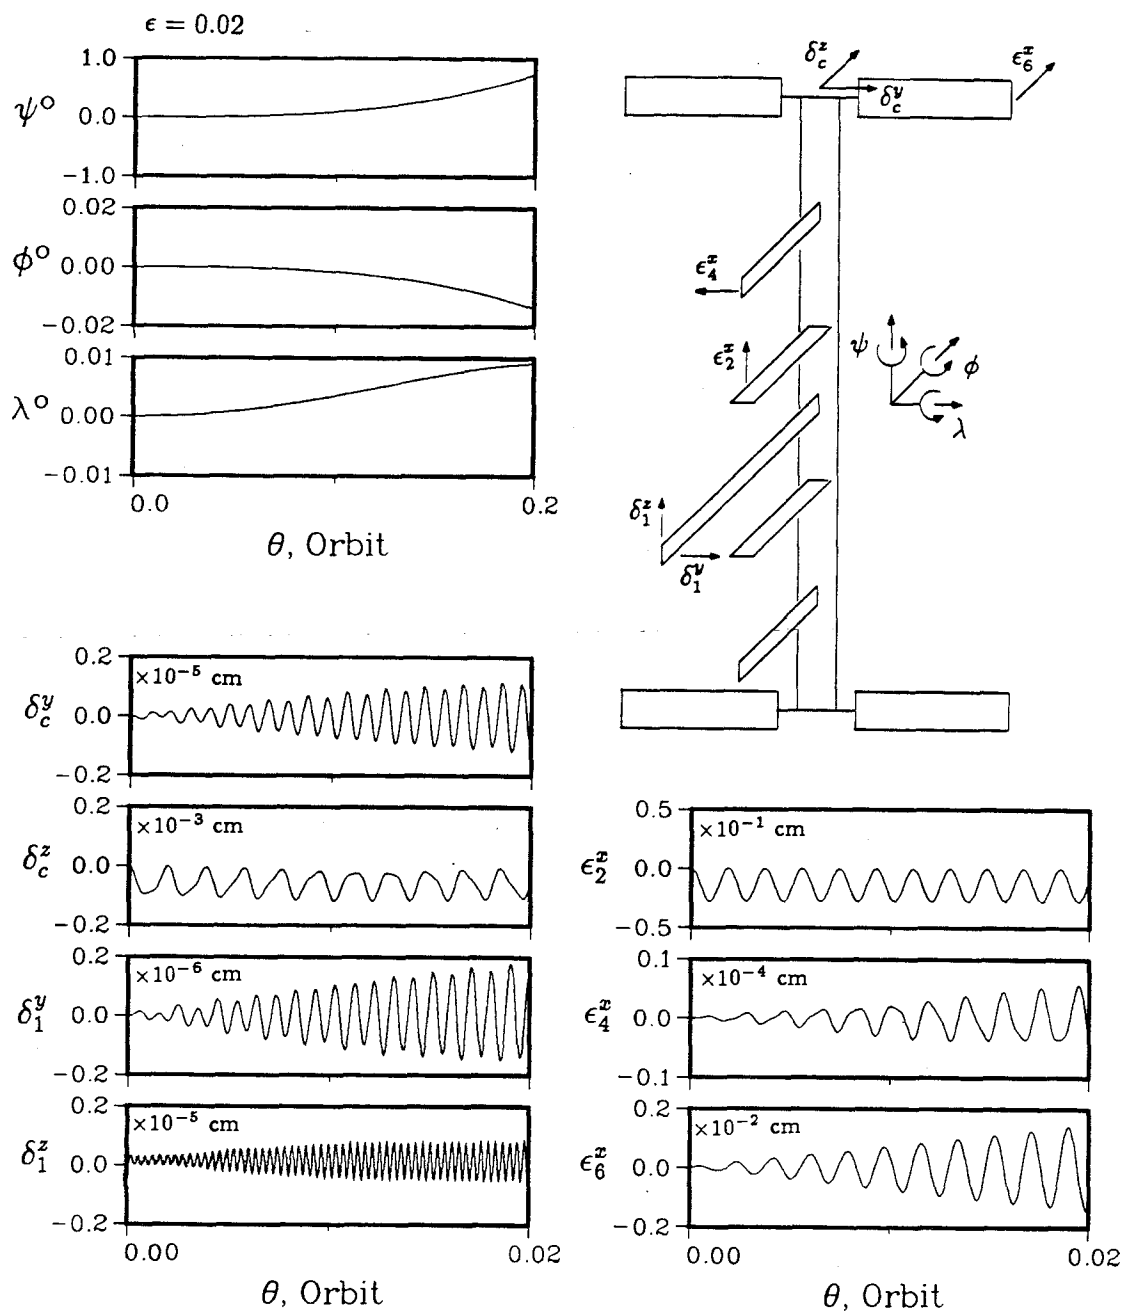 ϵ = 0.02
1.0
ψ° 0.0
−1.0
0.02
ϕ° 0.00
−0.02
0.01
λ° 0.00
−0.01
0.0 0.2
θ, Orbit
δ_c^z
ϵ_6^x
δ_c^y
ϵ_4^x
ϵ_2^x
ψ
ϕ
λ
δ_1^z
δ_1^y
0.2
×10⁻⁵ cm
δ_c^y 0.0
−0.2
0.2
×10⁻³ cm
δ_c^z 0.0
−0.2
0.2
×10⁻⁶ cm
δ_1^y 0.0
−0.2
0.2
×10⁻⁵ cm
δ_1^z 0.0
−0.2
0.00 0.02
θ, Orbit
0.5
×10⁻¹ cm
ϵ_2^x 0.0
−0.5
0.1
×10⁻⁴ cm
ϵ_4^x 0.0
−0.1
0.2
×10⁻² cm
ϵ_6^x 0.0
−0.2
0.00 0.02
θ, Orbit